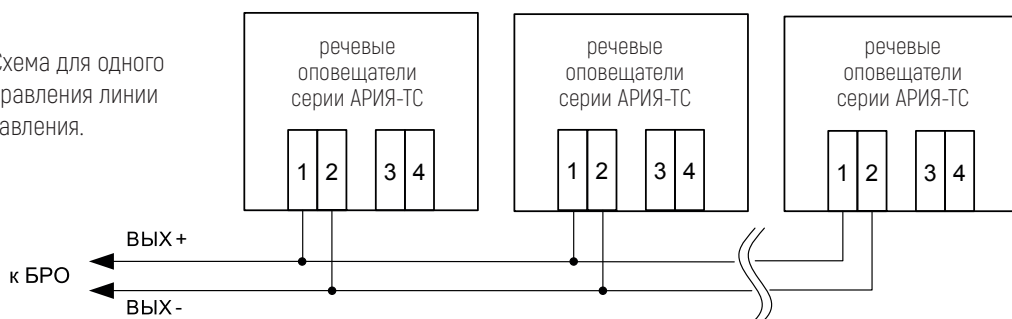 Схема для одного
равления линии
авления.
речевые
оповещатели
серии АРИЯ-ТС
1 2 3 4
речевые
оповещатели
серии АРИЯ-ТС
1 2 3 4
речевые
оповещатели
серии АРИЯ-ТС
1 2 3 4
ВЫХ+
к БРО
ВЫХ-